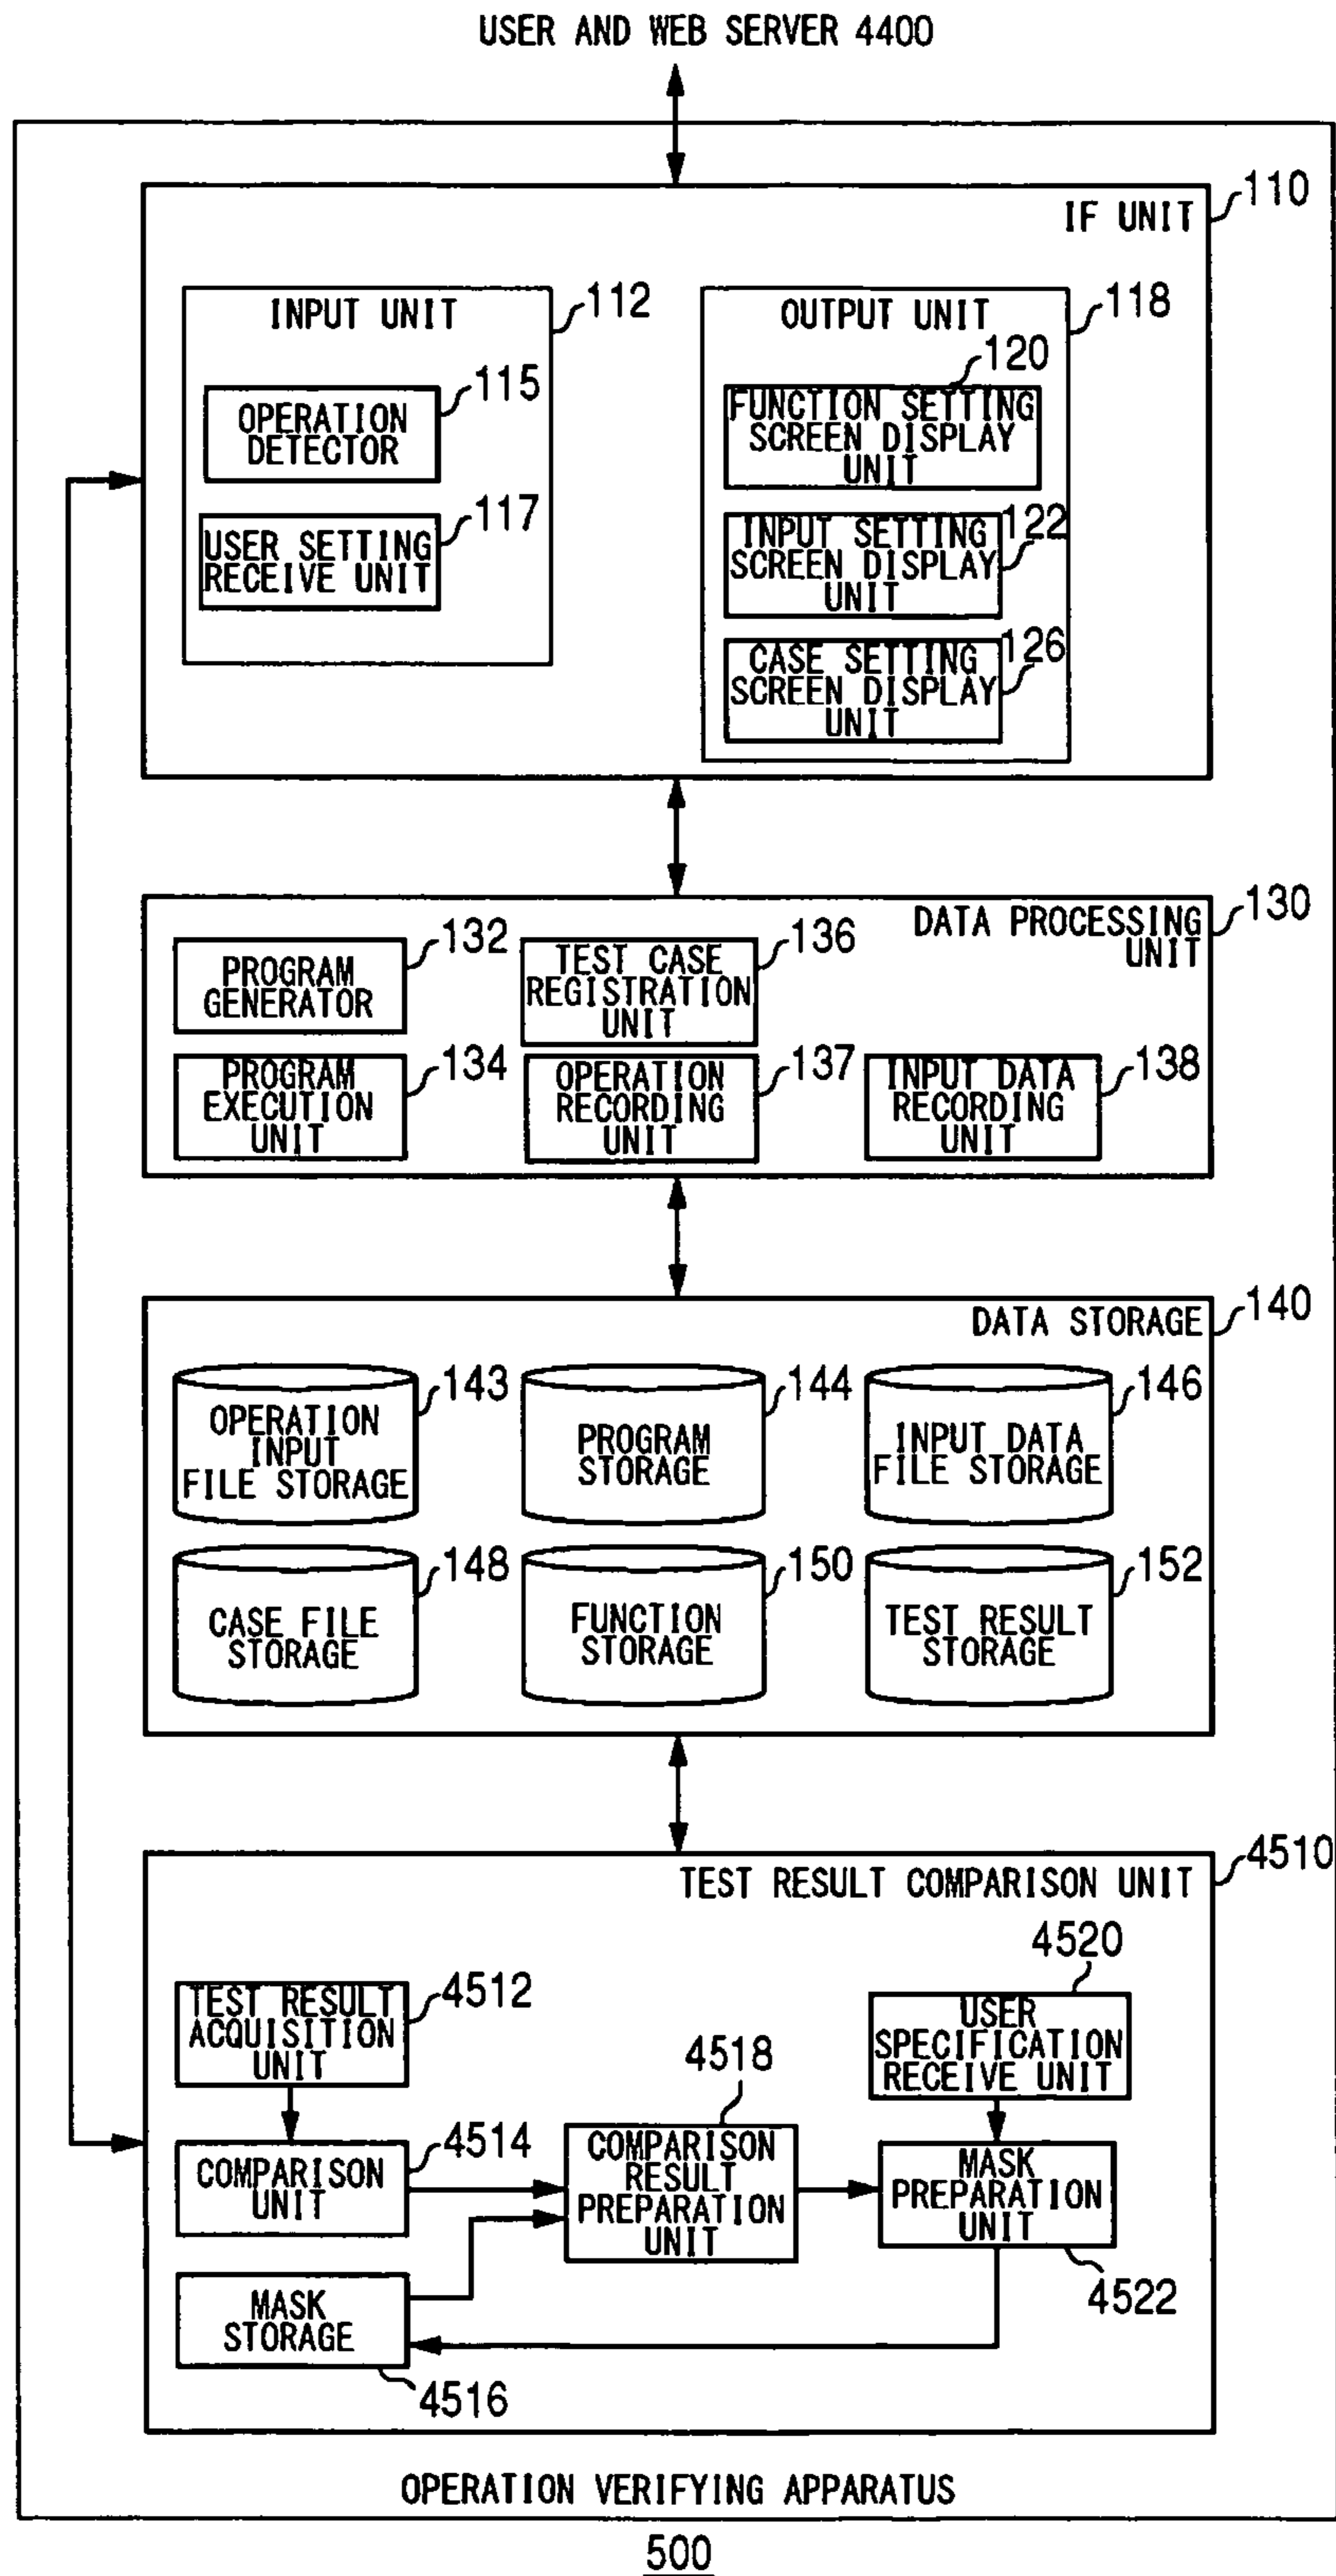 USER AND WEB SERVER 4400
110
IF UNIT
INPUT UNIT
112
OPERATION
DETECTOR
115
USER SETTING
RECEIVE UNIT
117
OUTPUT UNIT
118
120
FUNCTION SETTING
SCREEN DISPLAY
UNIT
INPUT SETTING
SCREEN DISPLAY
UNIT
122
CASE SETTING
SCREEN DISPLAY
UNIT
126
DATA PROCESSING
UNIT
130
PROGRAM
GENERATOR
132
TEST CASE
REGISTRATION
UNIT
136
PROGRAM
EXECUTION
UNIT
134
OPERATION
RECORDING
UNIT
137
INPUT DATA
RECORDING
UNIT
138
DATA STORAGE
140
OPERATION
INPUT
FILE STORAGE
143
PROGRAM
STORAGE
144
INPUT DATA
FILE STORAGE
146
CASE FILE
STORAGE
148
FUNCTION
STORAGE
150
TEST RESULT
STORAGE
152
TEST RESULT COMPARISON UNIT
4510
TEST RESULT
ACQUISITION
UNIT
4512
4520
USER
SPECIFICATION
RECEIVE UNIT
COMPARISON
UNIT
4514
4518
COMPARISON
RESULT
PREPARATION
UNIT
MASK
PREPARATION
UNIT
4522
MASK
STORAGE
4516
OPERATION VERIFYING APPARATUS
500